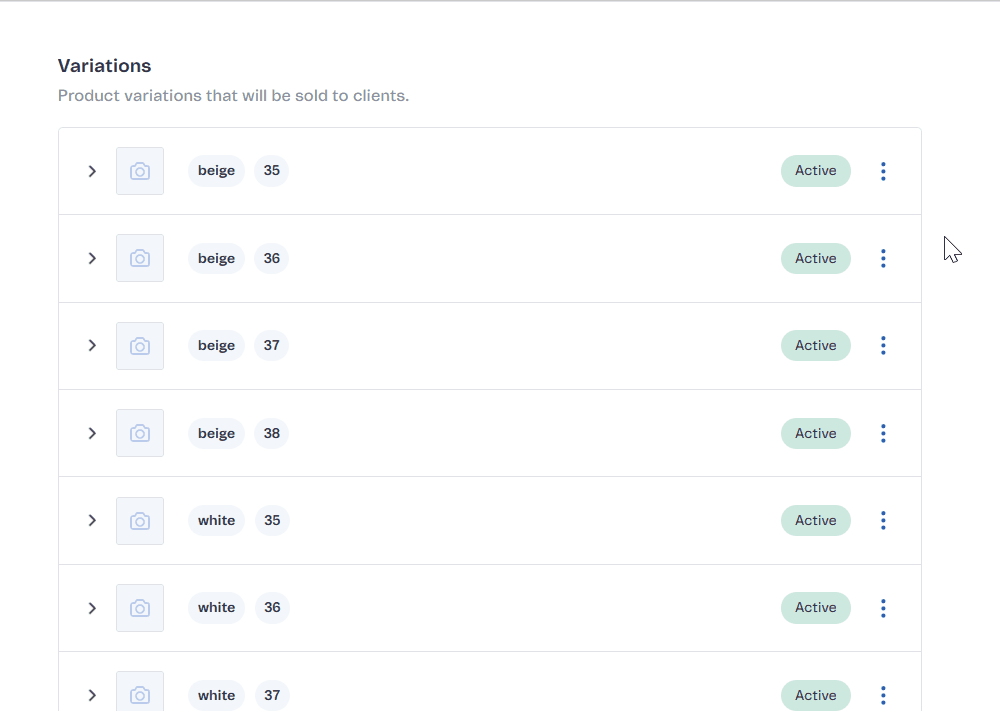 Variations
Product variations that will be sold to clients.
beige 35 Active
beige 36 Active
beige 37 Active
beige 38 Active
white 35 Active
white 36 Active
white 37 Active